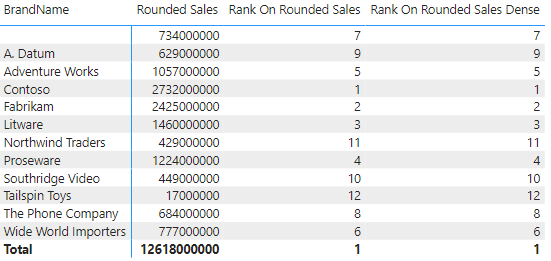 BrandName Rounded Sales Rank On Rounded Sales Rank On Rounded Sales Dense
734000000 7 7
A. Datum 629000000 9 9
Adventure Works 1057000000 5 5
Contoso 2732000000 1 1
Fabrikam 2425000000 2 2
Litware 1460000000 3 3
Northwind Traders 429000000 11 11
Proseware 1224000000 4 4
Southridge Video 449000000 10 10
Tailspin Toys 17000000 12 12
The Phone Company 684000000 8 8
Wide World Importers 777000000 6 6
Total 12618000000 1 1